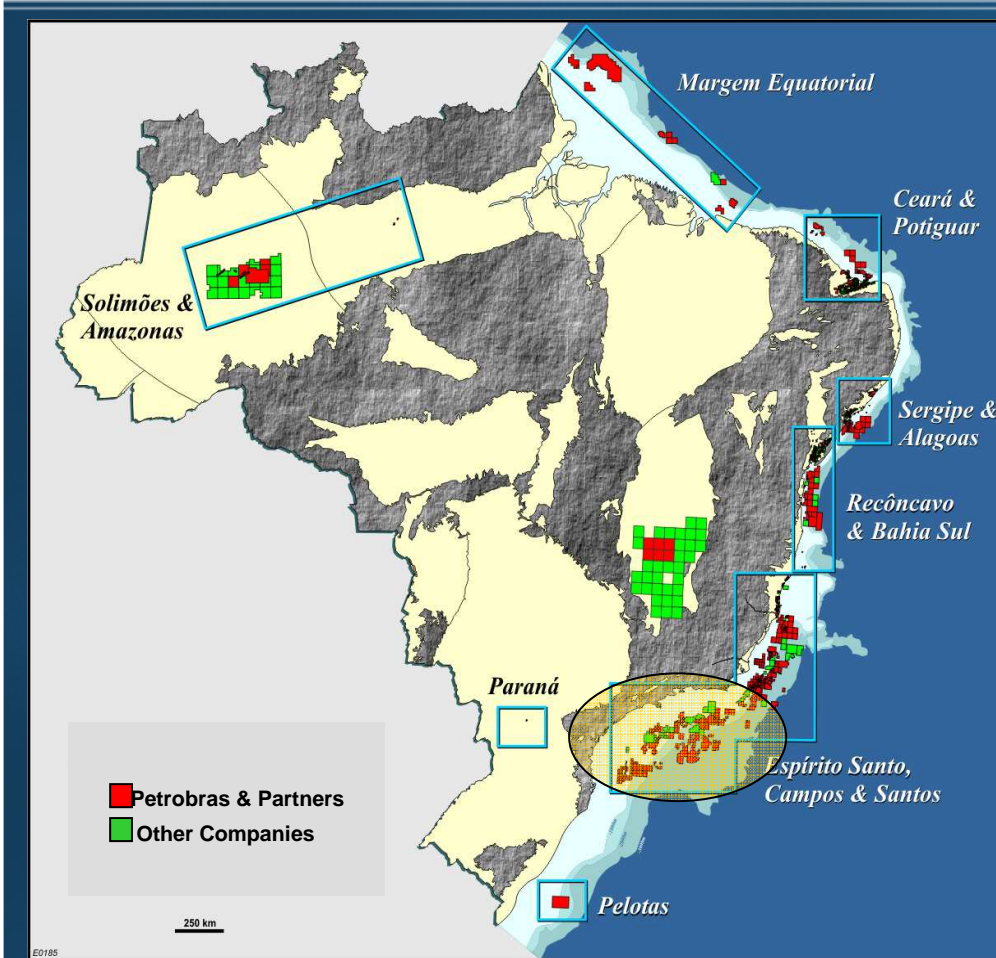 Margem Equatorial
Ceará &
Potiguar
Solimões &
Amazonas
Sergipe &
Alagoas
Recôncavo
& Bahia Sul
Paraná
Espírito Santo,
Campos & Santos
Petrobras & Partners
Other Companies
Pelotas
250 km
E0185